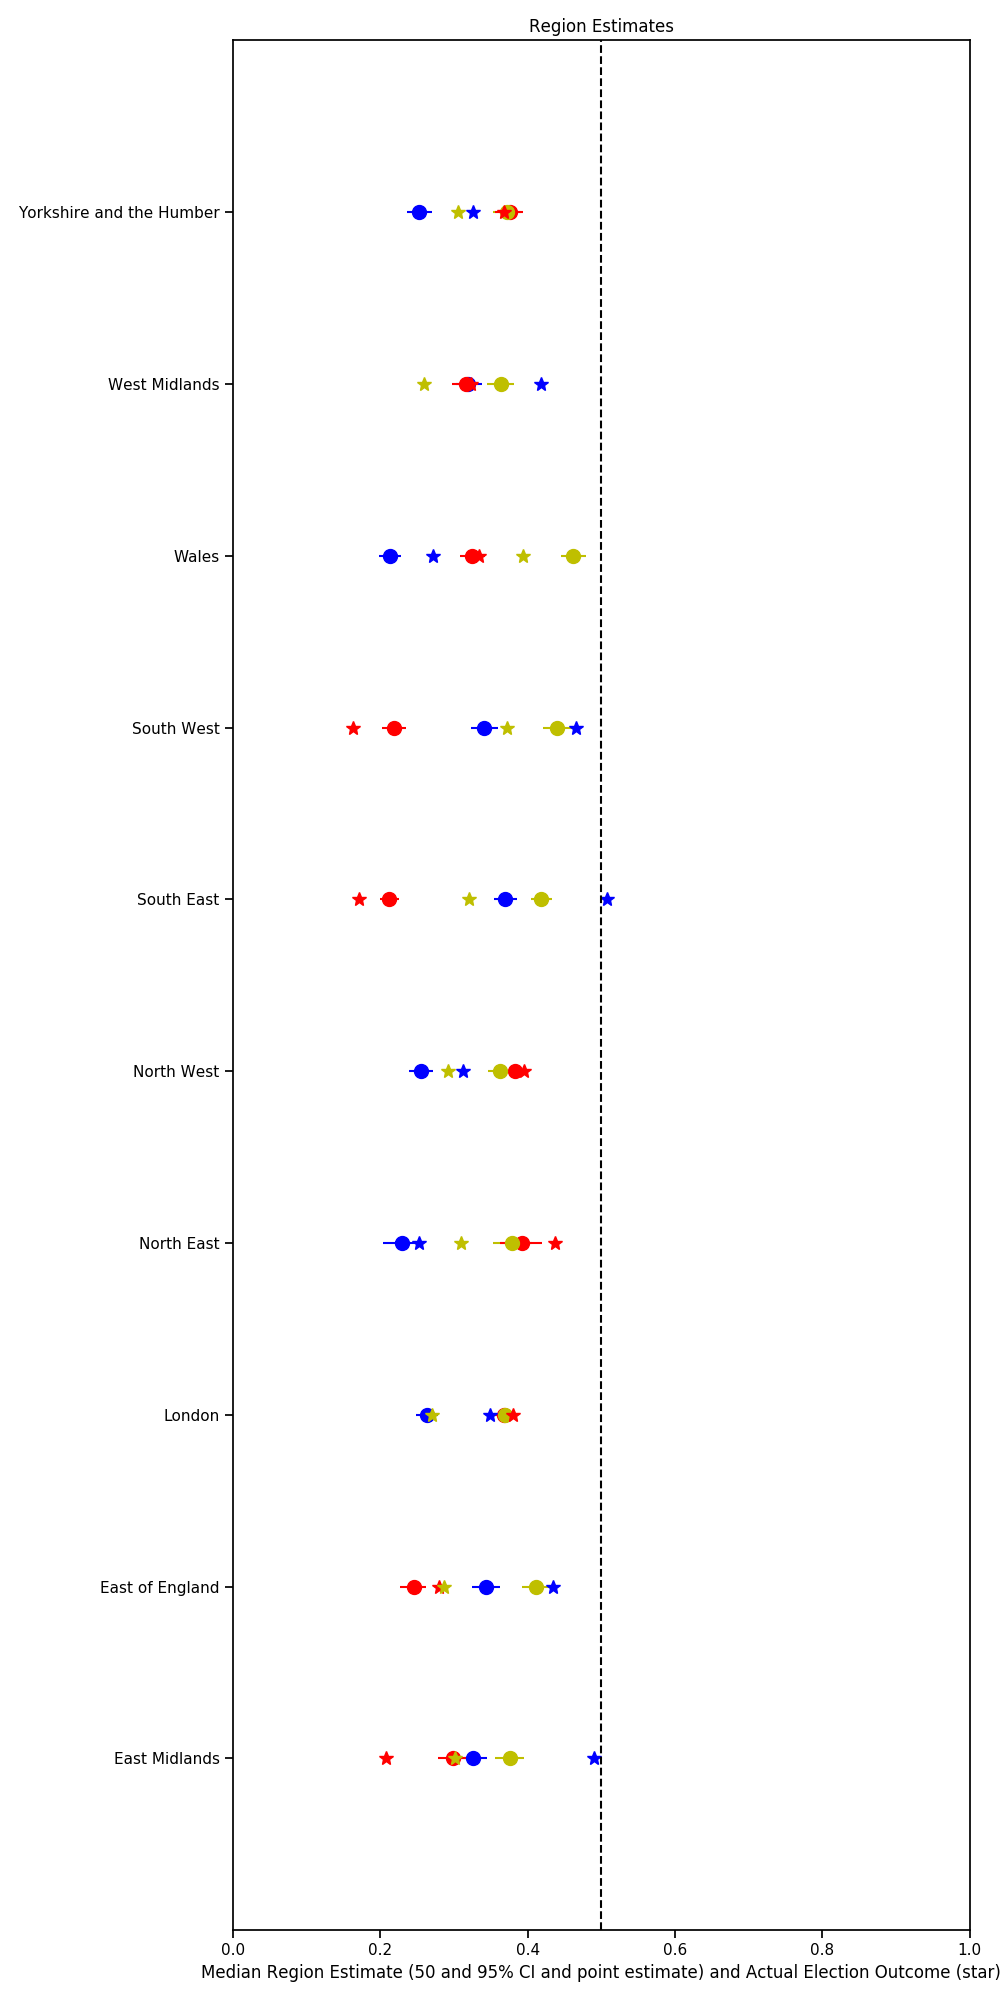 Region Estimates
Yorkshire and the Humber
West Midlands
Wales
South West
South East
North West
North East
London
East of England
East Midlands
0.0 0.2 0.4 0.6 0.8 1.0
Median Region Estimate (50 and 95% CI and point estimate) and Actual Election Outcome (star)